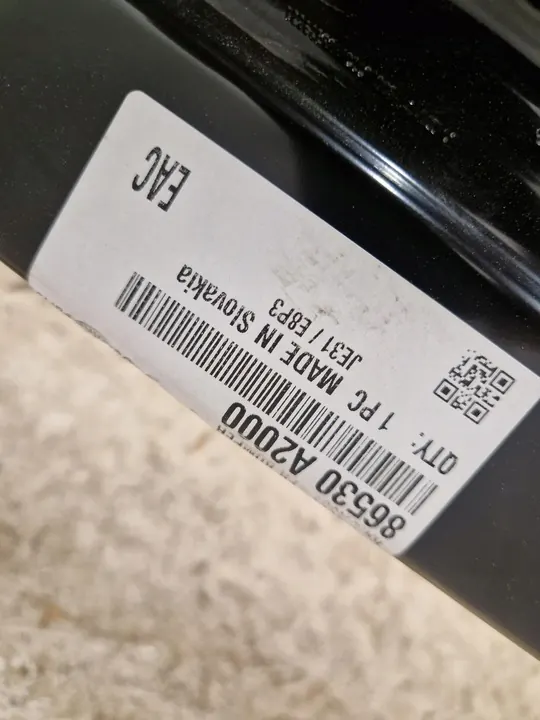 86530 A2000
QTY: 1 PC MADE IN Slovakia
JE31 / E8P3
EAC